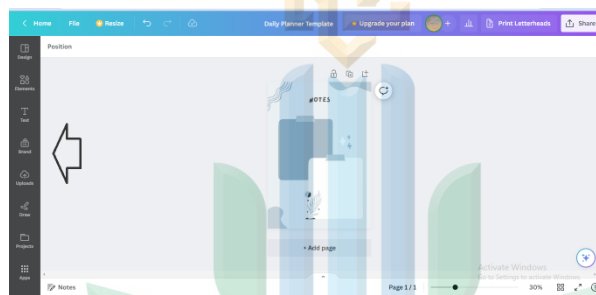 Home File Resize Daily Planner Template Upgrade your plan + Print Letterheads Share
Position
Design
Elements
Text
Brand
Uploads
Draw
Projects
Apps
NOTES
+ Add page
Activate Windows
Go to Settings to activate Windows.
Notes Page 1 / 1 30%